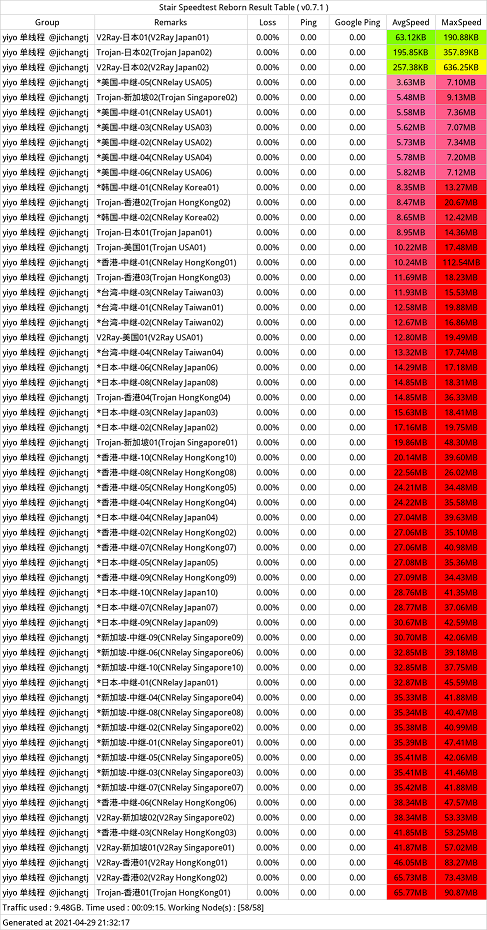 Stair Speedtest Reborn Result Table ( v0.7.1 )
Group Remarks Loss Ping Google Ping AvgSpeed MaxSpeed
yiyo 单线程 @jichangtj V2Ray-日本01(V2Ray Japan01) 0.00% 0.00 0.00 63.12KB 190.88KB
yiyo 单线程 @jichangtj Trojan-日本02(Trojan Japan02) 0.00% 0.00 0.00 195.85KB 357.89KB
yiyo 单线程 @jichangtj V2Ray-日本02(V2Ray Japan02) 0.00% 0.00 0.00 257.38KB 636.25KB
yiyo 单线程 @jichangtj *美国-中继-05(CNRelay USA05) 0.00% 0.00 0.00 3.63MB 7.10MB
yiyo 单线程 @jichangtj Trojan-新加坡02(Trojan Singapore02) 0.00% 0.00 0.00 5.48MB 9.13MB
yiyo 单线程 @jichangtj *美国-中继-01(CNRelay USA01) 0.00% 0.00 0.00 5.58MB 7.36MB
yiyo 单线程 @jichangtj *美国-中继-03(CNRelay USA03) 0.00% 0.00 0.00 5.62MB 7.07MB
yiyo 单线程 @jichangtj *美国-中继-02(CNRelay USA02) 0.00% 0.00 0.00 5.73MB 7.34MB
yiyo 单线程 @jichangtj *美国-中继-04(CNRelay USA04) 0.00% 0.00 0.00 5.78MB 7.20MB
yiyo 单线程 @jichangtj *美国-中继-06(CNRelay USA06) 0.00% 0.00 0.00 5.82MB 7.12MB
yiyo 单线程 @jichangtj *韩国-中继-01(CNRelay Korea01) 0.00% 0.00 0.00 8.35MB 13.27MB
yiyo 单线程 @jichangtj Trojan-香港02(Trojan HongKong02) 0.00% 0.00 0.00 8.47MB 20.67MB
yiyo 单线程 @jichangtj *韩国-中继-02(CNRelay Korea02) 0.00% 0.00 0.00 8.65MB 12.42MB
yiyo 单线程 @jichangtj Trojan-日本01(Trojan Japan01) 0.00% 0.00 0.00 8.95MB 14.36MB
yiyo 单线程 @jichangtj Trojan-美国01(Trojan USA01) 0.00% 0.00 0.00 10.22MB 17.48MB
yiyo 单线程 @jichangtj *香港-中继-01(CNRelay HongKong01) 0.00% 0.00 0.00 10.24MB 112.54MB
yiyo 单线程 @jichangtj Trojan-香港03(Trojan HongKong03) 0.00% 0.00 0.00 11.69MB 18.23MB
yiyo 单线程 @jichangtj *台湾-中继-03(CNRelay Taiwan03) 0.00% 0.00 0.00 11.93MB 15.53MB
yiyo 单线程 @jichangtj *台湾-中继-01(CNRelay Taiwan01) 0.00% 0.00 0.00 12.58MB 19.88MB
yiyo 单线程 @jichangtj *台湾-中继-02(CNRelay Taiwan02) 0.00% 0.00 0.00 12.67MB 16.86MB
yiyo 单线程 @jichangtj V2Ray-美国01(V2Ray USA01) 0.00% 0.00 0.00 12.80MB 19.49MB
yiyo 单线程 @jichangtj *台湾-中继-04(CNRelay Taiwan04) 0.00% 0.00 0.00 13.32MB 17.74MB
yiyo 单线程 @jichangtj *日本-中继-06(CNRelay Japan06) 0.00% 0.00 0.00 14.29MB 17.18MB
yiyo 单线程 @jichangtj *日本-中继-08(CNRelay Japan08) 0.00% 0.00 0.00 14.85MB 18.31MB
yiyo 单线程 @jichangtj Trojan-香港04(Trojan HongKong04) 0.00% 0.00 0.00 14.85MB 36.33MB
yiyo 单线程 @jichangtj *日本-中继-03(CNRelay Japan03) 0.00% 0.00 0.00 15.63MB 18.41MB
yiyo 单线程 @jichangtj *日本-中继-02(CNRelay Japan02) 0.00% 0.00 0.00 17.16MB 19.75MB
yiyo 单线程 @jichangtj Trojan-新加坡01(Trojan Singapore01) 0.00% 0.00 0.00 19.86MB 48.30MB
yiyo 单线程 @jichangtj *香港-中继-10(CNRelay HongKong10) 0.00% 0.00 0.00 20.14MB 39.60MB
yiyo 单线程 @jichangtj *香港-中继-08(CNRelay HongKong08) 0.00% 0.00 0.00 22.56MB 26.02MB
yiyo 单线程 @jichangtj *香港-中继-05(CNRelay HongKong05) 0.00% 0.00 0.00 24.21MB 34.48MB
yiyo 单线程 @jichangtj *香港-中继-04(CNRelay HongKong04) 0.00% 0.00 0.00 24.22MB 35.58MB
yiyo 单线程 @jichangtj *日本-中继-04(CNRelay Japan04) 0.00% 0.00 0.00 27.04MB 39.63MB
yiyo 单线程 @jichangtj *香港-中继-02(CNRelay HongKong02) 0.00% 0.00 0.00 27.06MB 35.10MB
yiyo 单线程 @jichangtj *香港-中继-07(CNRelay HongKong07) 0.00% 0.00 0.00 27.06MB 40.98MB
yiyo 单线程 @jichangtj *日本-中继-05(CNRelay Japan05) 0.00% 0.00 0.00 27.08MB 35.36MB
yiyo 单线程 @jichangtj *香港-中继-09(CNRelay HongKong09) 0.00% 0.00 0.00 27.09MB 34.43MB
yiyo 单线程 @jichangtj *日本-中继-10(CNRelay Japan10) 0.00% 0.00 0.00 28.76MB 41.35MB
yiyo 单线程 @jichangtj *日本-中继-07(CNRelay Japan07) 0.00% 0.00 0.00 28.77MB 37.06MB
yiyo 单线程 @jichangtj *日本-中继-09(CNRelay Japan09) 0.00% 0.00 0.00 30.67MB 42.59MB
yiyo 单线程 @jichangtj *新加坡-中继-09(CNRelay Singapore09) 0.00% 0.00 0.00 30.70MB 42.06MB
yiyo 单线程 @jichangtj *新加坡-中继-06(CNRelay Singapore06) 0.00% 0.00 0.00 32.85MB 39.18MB
yiyo 单线程 @jichangtj *新加坡-中继-10(CNRelay Singapore10) 0.00% 0.00 0.00 32.85MB 37.75MB
yiyo 单线程 @jichangtj *日本-中继-01(CNRelay Japan01) 0.00% 0.00 0.00 32.87MB 45.59MB
yiyo 单线程 @jichangtj *新加坡-中继-04(CNRelay Singapore04) 0.00% 0.00 0.00 35.33MB 41.88MB
yiyo 单线程 @jichangtj *新加坡-中继-08(CNRelay Singapore08) 0.00% 0.00 0.00 35.34MB 40.47MB
yiyo 单线程 @jichangtj *新加坡-中继-02(CNRelay Singapore02) 0.00% 0.00 0.00 35.38MB 40.99MB
yiyo 单线程 @jichangtj *新加坡-中继-01(CNRelay Singapore01) 0.00% 0.00 0.00 35.39MB 47.41MB
yiyo 单线程 @jichangtj *新加坡-中继-05(CNRelay Singapore05) 0.00% 0.00 0.00 35.41MB 42.06MB
yiyo 单线程 @jichangtj *新加坡-中继-03(CNRelay Singapore03) 0.00% 0.00 0.00 35.41MB 41.46MB
yiyo 单线程 @jichangtj *新加坡-中继-07(CNRelay Singapore07) 0.00% 0.00 0.00 35.42MB 41.88MB
yiyo 单线程 @jichangtj *香港-中继-06(CNRelay HongKong06) 0.00% 0.00 0.00 38.34MB 47.57MB
yiyo 单线程 @jichangtj V2Ray-新加坡02(V2Ray Singapore02) 0.00% 0.00 0.00 38.34MB 53.33MB
yiyo 单线程 @jichangtj *香港-中继-03(CNRelay HongKong03) 0.00% 0.00 0.00 41.85MB 53.25MB
yiyo 单线程 @jichangtj V2Ray-新加坡01(V2Ray Singapore01) 0.00% 0.00 0.00 41.87MB 57.02MB
yiyo 单线程 @jichangtj V2Ray-香港01(V2Ray HongKong01) 0.00% 0.00 0.00 46.05MB 83.27MB
yiyo 单线程 @jichangtj V2Ray-香港02(V2Ray HongKong02) 0.00% 0.00 0.00 65.73MB 73.43MB
yiyo 单线程 @jichangtj Trojan-香港01(Trojan HongKong01) 0.00% 0.00 0.00 65.77MB 90.87MB
Traffic used : 9.48GB. Time used : 00:09:15. Working Node(s) : [58/58]
Generated at 2021-04-29 21:32:17